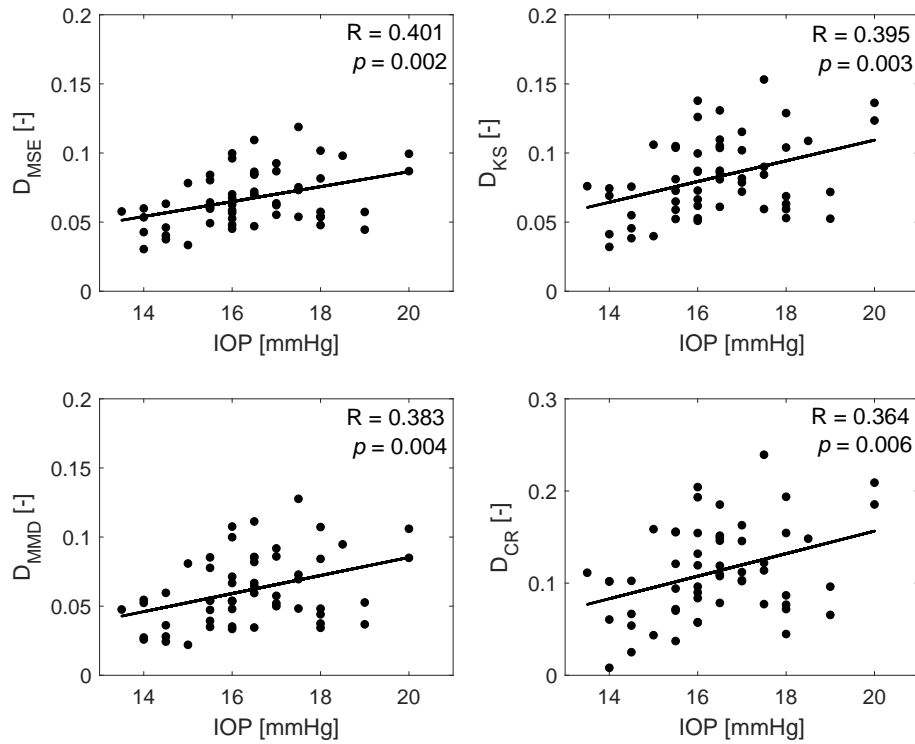 R = 0.401
p = 0.002
0.2
0.15
0.1
0.05
0
D_MSE [-]
14 16 18 20
IOP [mmHg]
R = 0.395
p = 0.003
0.2
0.15
0.1
0.05
0
D_KS [-]
14 16 18 20
IOP [mmHg]
R = 0.383
p = 0.004
0.2
0.15
0.1
0.05
0
D_MMD [-]
14 16 18 20
IOP [mmHg]
R = 0.364
p = 0.006
0.3
0.2
0.1
0
D_CR [-]
14 16 18 20
IOP [mmHg]